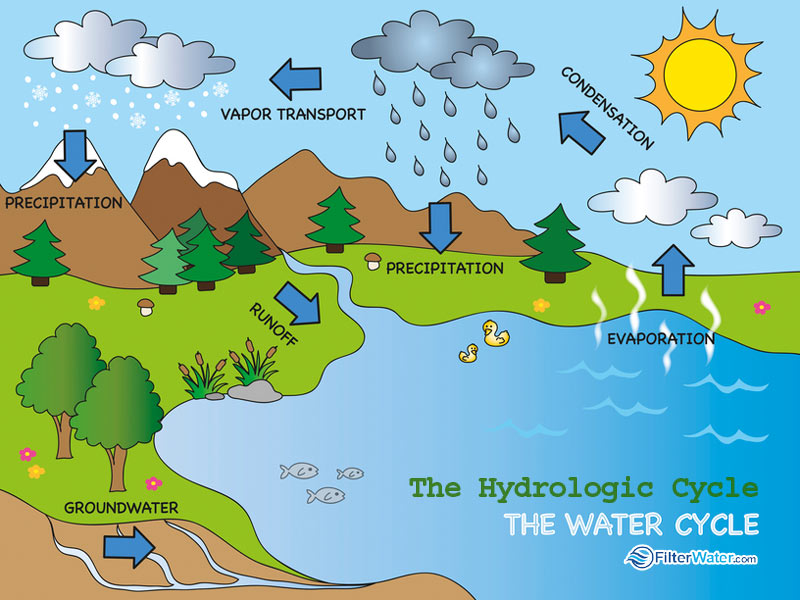 CONDENSATION
VAPOR TRANSPORT
PRECIPITATION
PRECIPITATION
RUNOFF
EVAPORATION
GROUNDWATER
The Hydrologic Cycle
THE WATER CYCLE
FilterWater.com